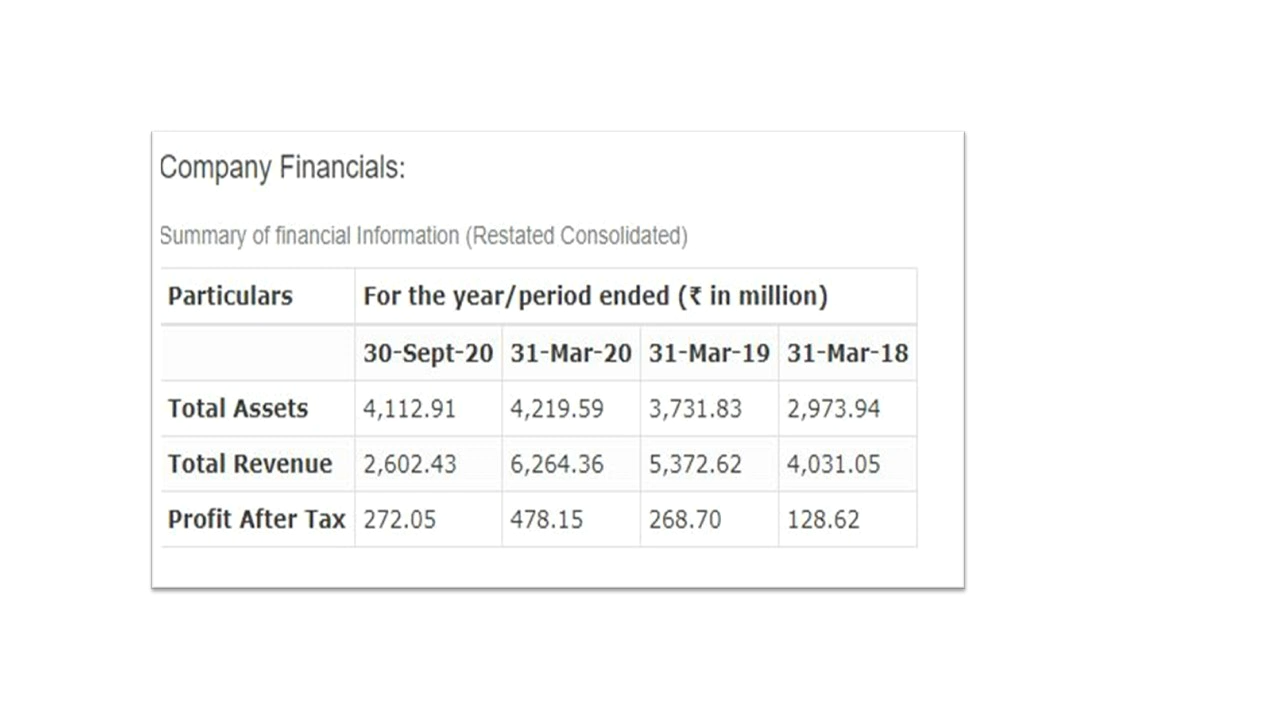 Company Financials:
Summary of financial Information (Restated Consolidated)
Particulars For the year/period ended (₹ in million)
30-Sept-20 31-Mar-20 31-Mar-19 31-Mar-18
Total Assets 4,112.91 4,219.59 3,731.83 2,973.94
Total Revenue 2,602.43 6,264.36 5,372.62 4,031.05
Profit After Tax 272.05 478.15 268.70 128.62